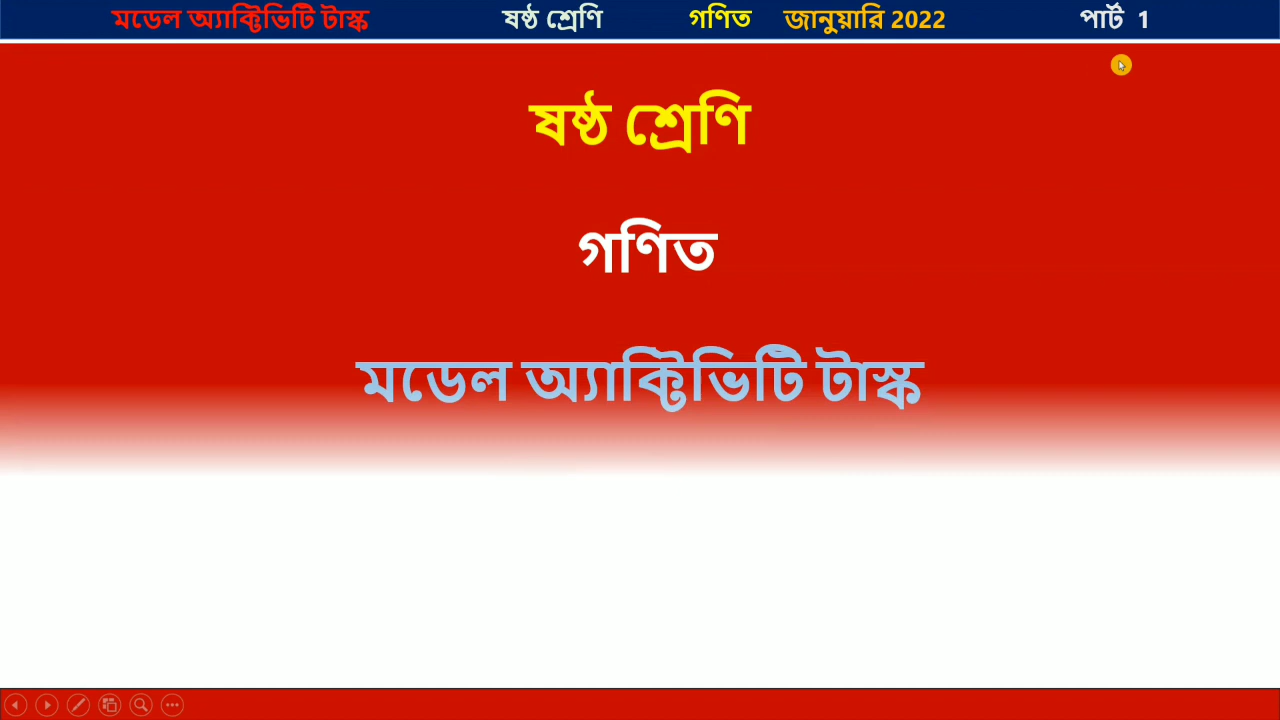 মডেল অ্যাক্টিভিটি টাস্ক ষষ্ঠ শ্রেণি গণিত জানুয়ারি 2022 পার্ট 1
ষষ্ঠ শ্রেণি
গণিত
মডেল অ্যাক্টিভিটি টাস্ক